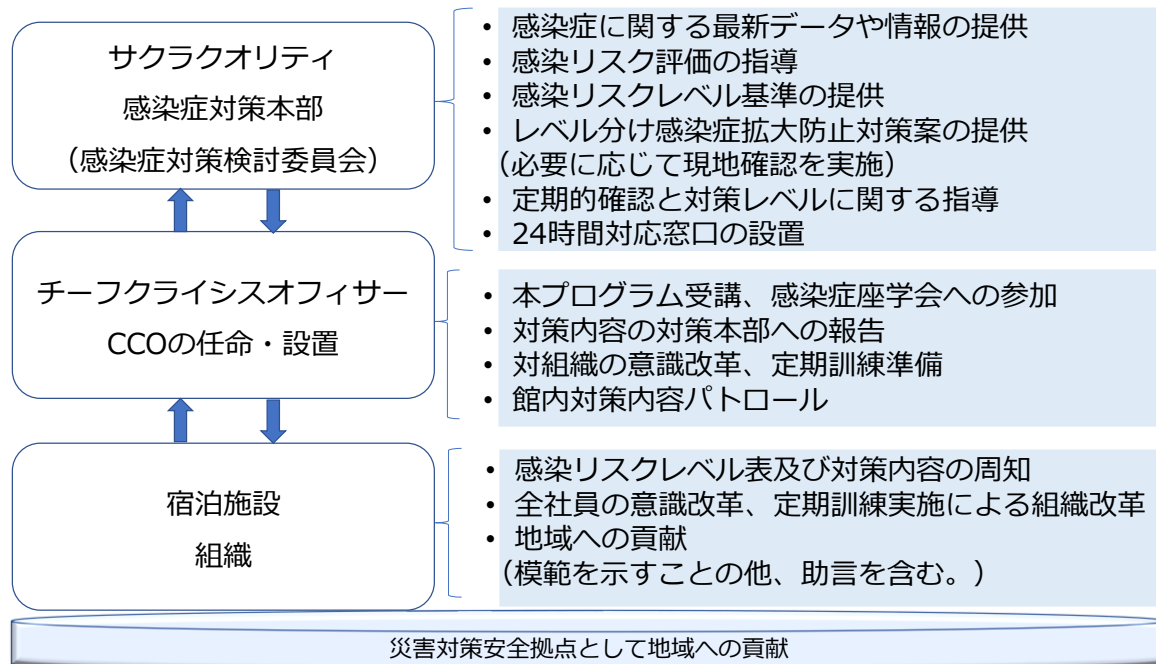 サクラクオリティ
感染症対策本部
（感染症対策検討委員会）
• 感染症に関する最新データや情報の提供
• 感染リスク評価の指導
• 感染リスクレベル基準の提供
• レベル分け感染症拡大防止対策案の提供
（必要に応じて現地確認を実施）
• 定期的確認と対策レベルに関する指導
• 24時間対応窓口の設置
チーフクライシスオフィサー
CCOの任命・設置
• 本プログラム受講、感染症座学会への参加
• 対策内容の対策本部への報告
• 対組織の意識改革、定期訓練準備
• 館内対策内容パトロール
宿泊施設
組織
• 感染リスクレベル表及び対策内容の周知
• 全社員の意識改革、定期訓練実施による組織改革
• 地域への貢献
（模範を示すことの他、助言を含む。）
災害対策安全拠点として地域への貢献